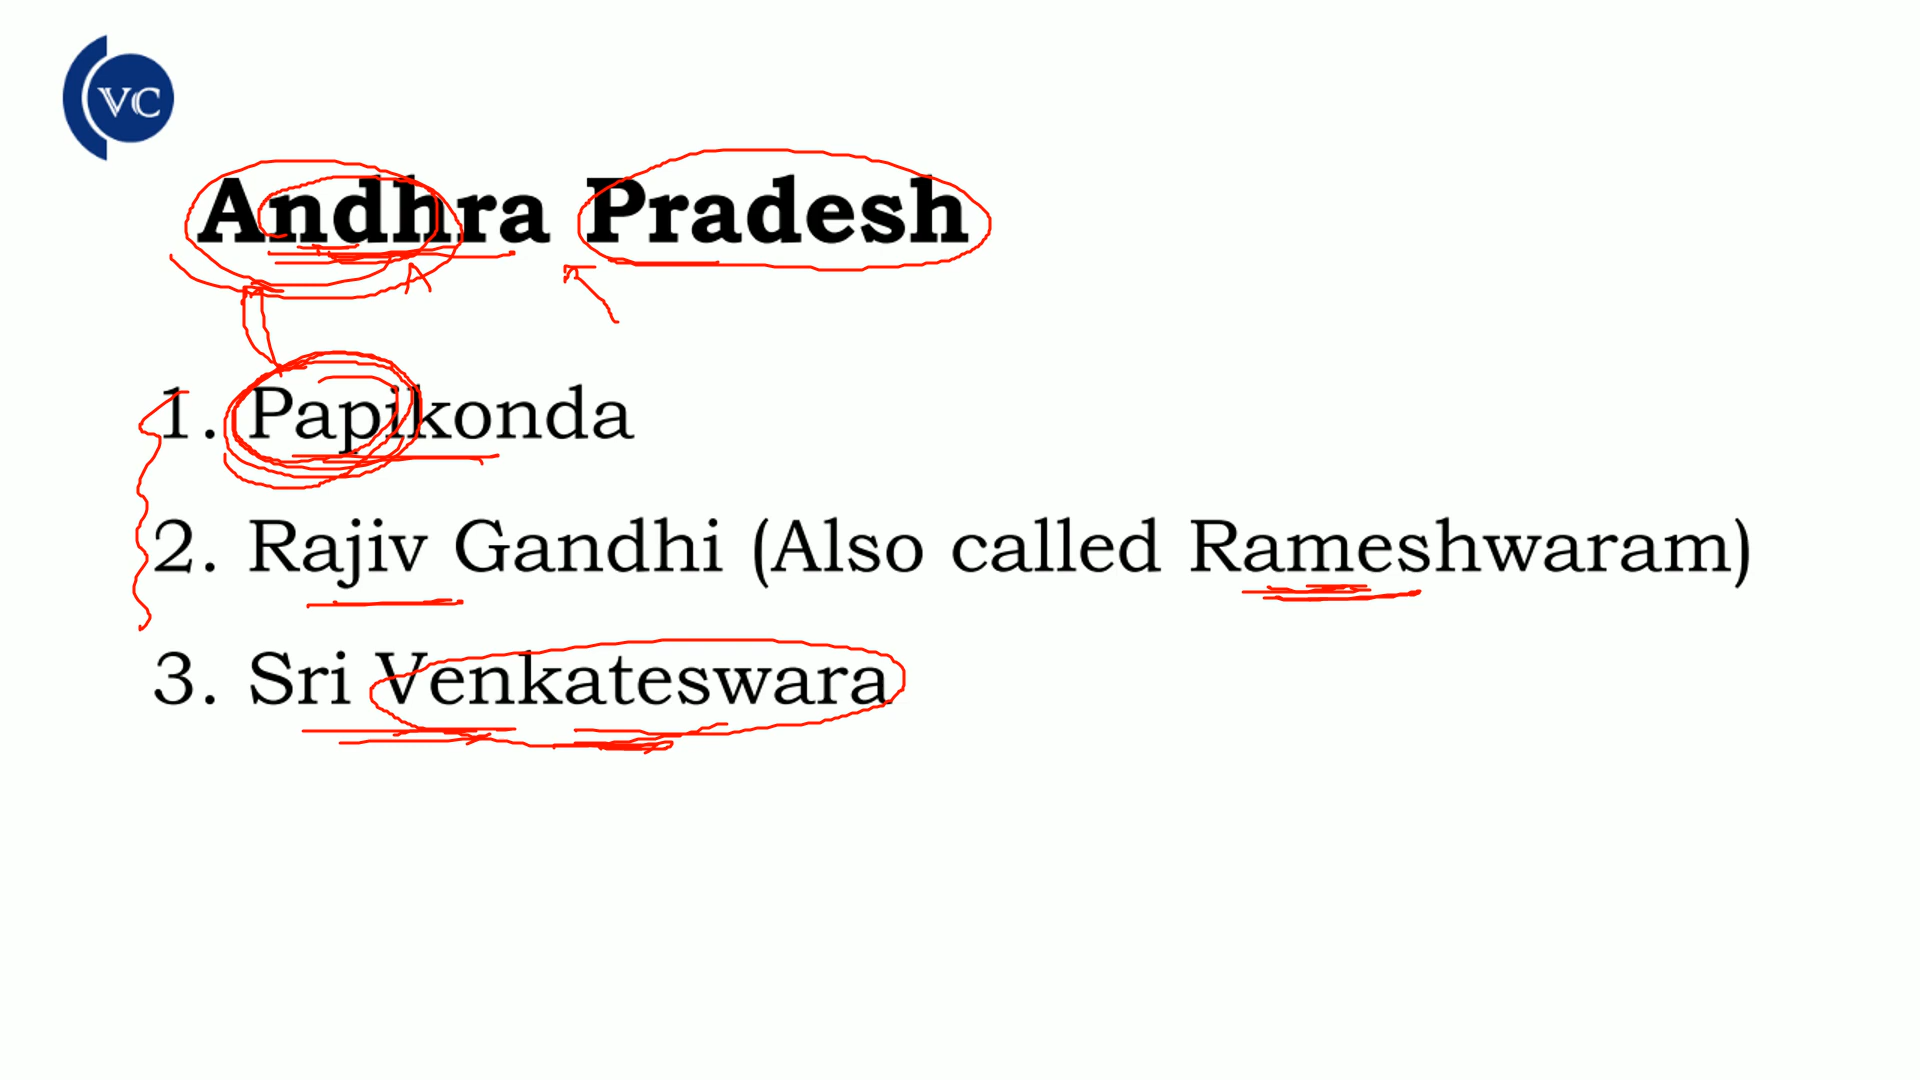 VC
Andhra Pradesh
1. Papikonda
2. Rajiv Gandhi (Also called Rameshwaram)
3. Sri Venkateswara